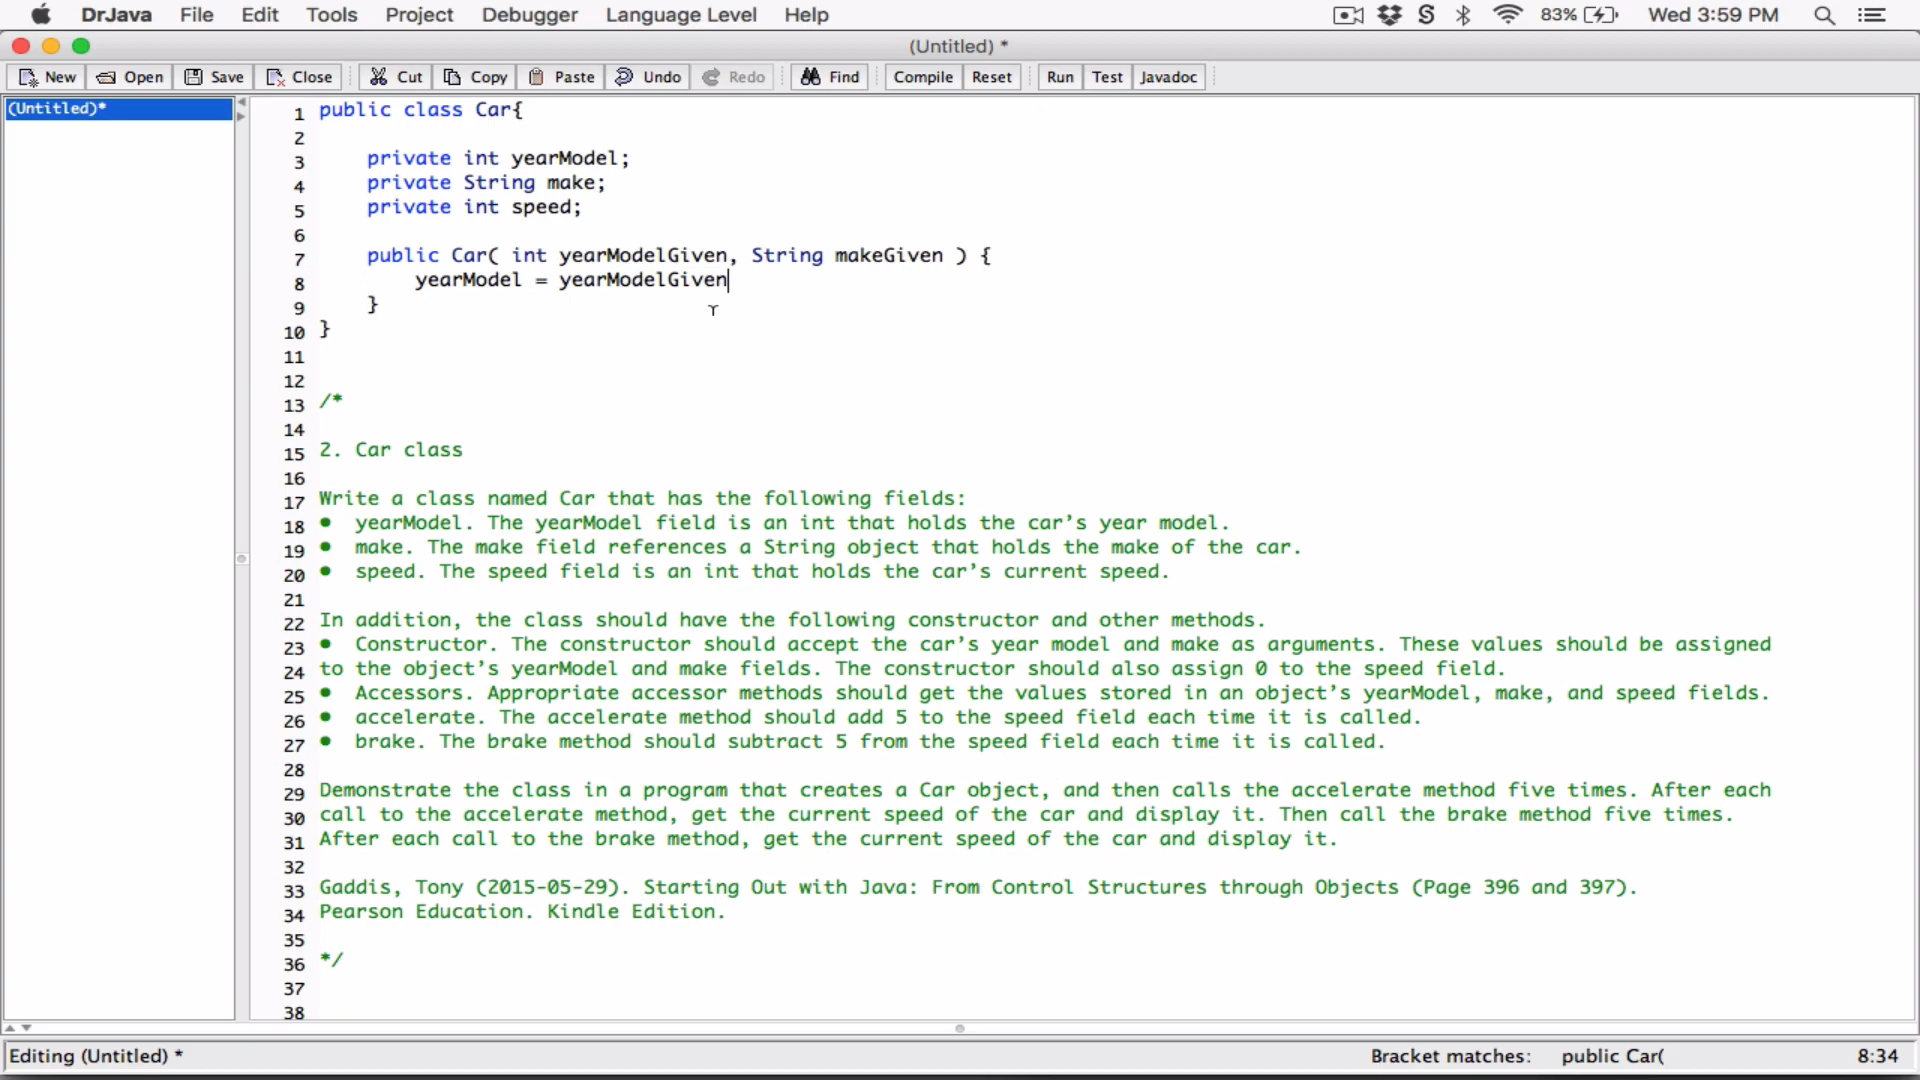 DrJava File Edit Tools Project Debugger Language Level Help 83% Wed 3:59 PM
(Untitled) *
New Open Save Close Cut Copy Paste Undo Redo Find Compile Reset Run Test Javadoc
(Untitled)*
1 public class Car{
2
3 private int yearModel;
4 private String make;
5 private int speed;
6
7 public Car( int yearModelGiven, String makeGiven ) {
8 yearModel = yearModelGiven
9 }
10 }
11
12
13 /*
14
15 2. Car class
16
17 Write a class named Car that has the following fields:
18 • yearModel. The yearModel field is an int that holds the car’s year model.
19 • make. The make field references a String object that holds the make of the car.
20 • speed. The speed field is an int that holds the car’s current speed.
21
22 In addition, the class should have the following constructor and other methods.
23 • Constructor. The constructor should accept the car’s year model and make as arguments. These values should be assigned
24 to the object’s yearModel and make fields. The constructor should also assign 0 to the speed field.
25 • Accessors. Appropriate accessor methods should get the values stored in an object’s yearModel, make, and speed fields.
26 • accelerate. The accelerate method should add 5 to the speed field each time it is called.
27 • brake. The brake method should subtract 5 from the speed field each time it is called.
28
29 Demonstrate the class in a program that creates a Car object, and then calls the accelerate method five times. After each
30 call to the accelerate method, get the current speed of the car and display it. Then call the brake method five times.
31 After each call to the brake method, get the current speed of the car and display it.
32
33 Gaddis, Tony (2015-05-29). Starting Out with Java: From Control Structures through Objects (Page 396 and 397).
34 Pearson Education. Kindle Edition.
35
36 */
37
38
Editing (Untitled) * Bracket matches: public Car( 8:34